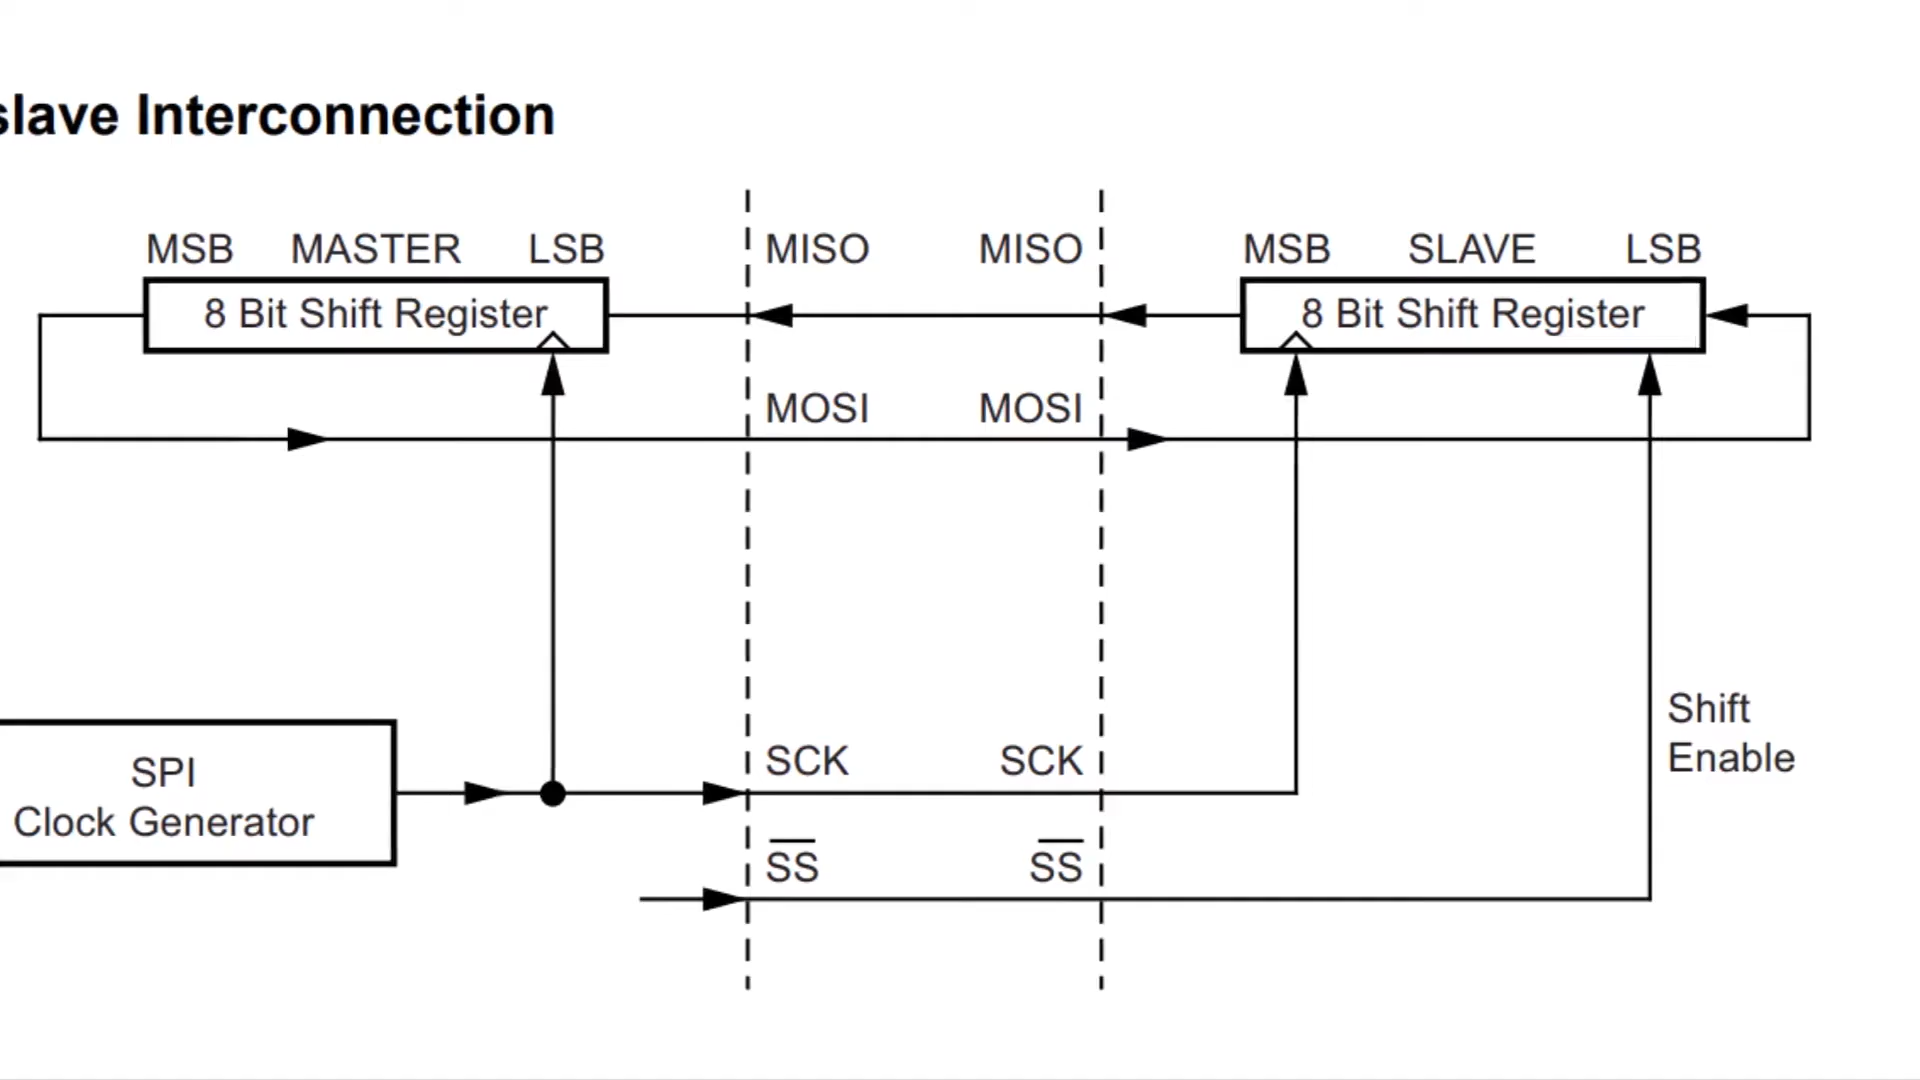 slave Interconnection
MSB MASTER LSB
8 Bit Shift Register
MISO MISO
MSB SLAVE LSB
8 Bit Shift Register
MOSI MOSI
Shift
Enable
SPI
Clock Generator
SCK SCK
SS SS